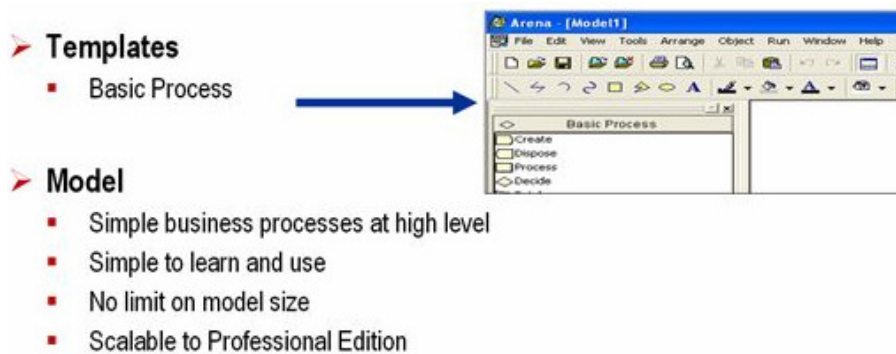 Templates
Basic Process
Model
Simple business processes at high level
Simple to learn and use
No limit on model size
Scalable to Professional Edition
Arena - [Model1]
File Edit View Tools Arrange Object Run Window Help
Basic Process
Create
Dispose
Process
Decide